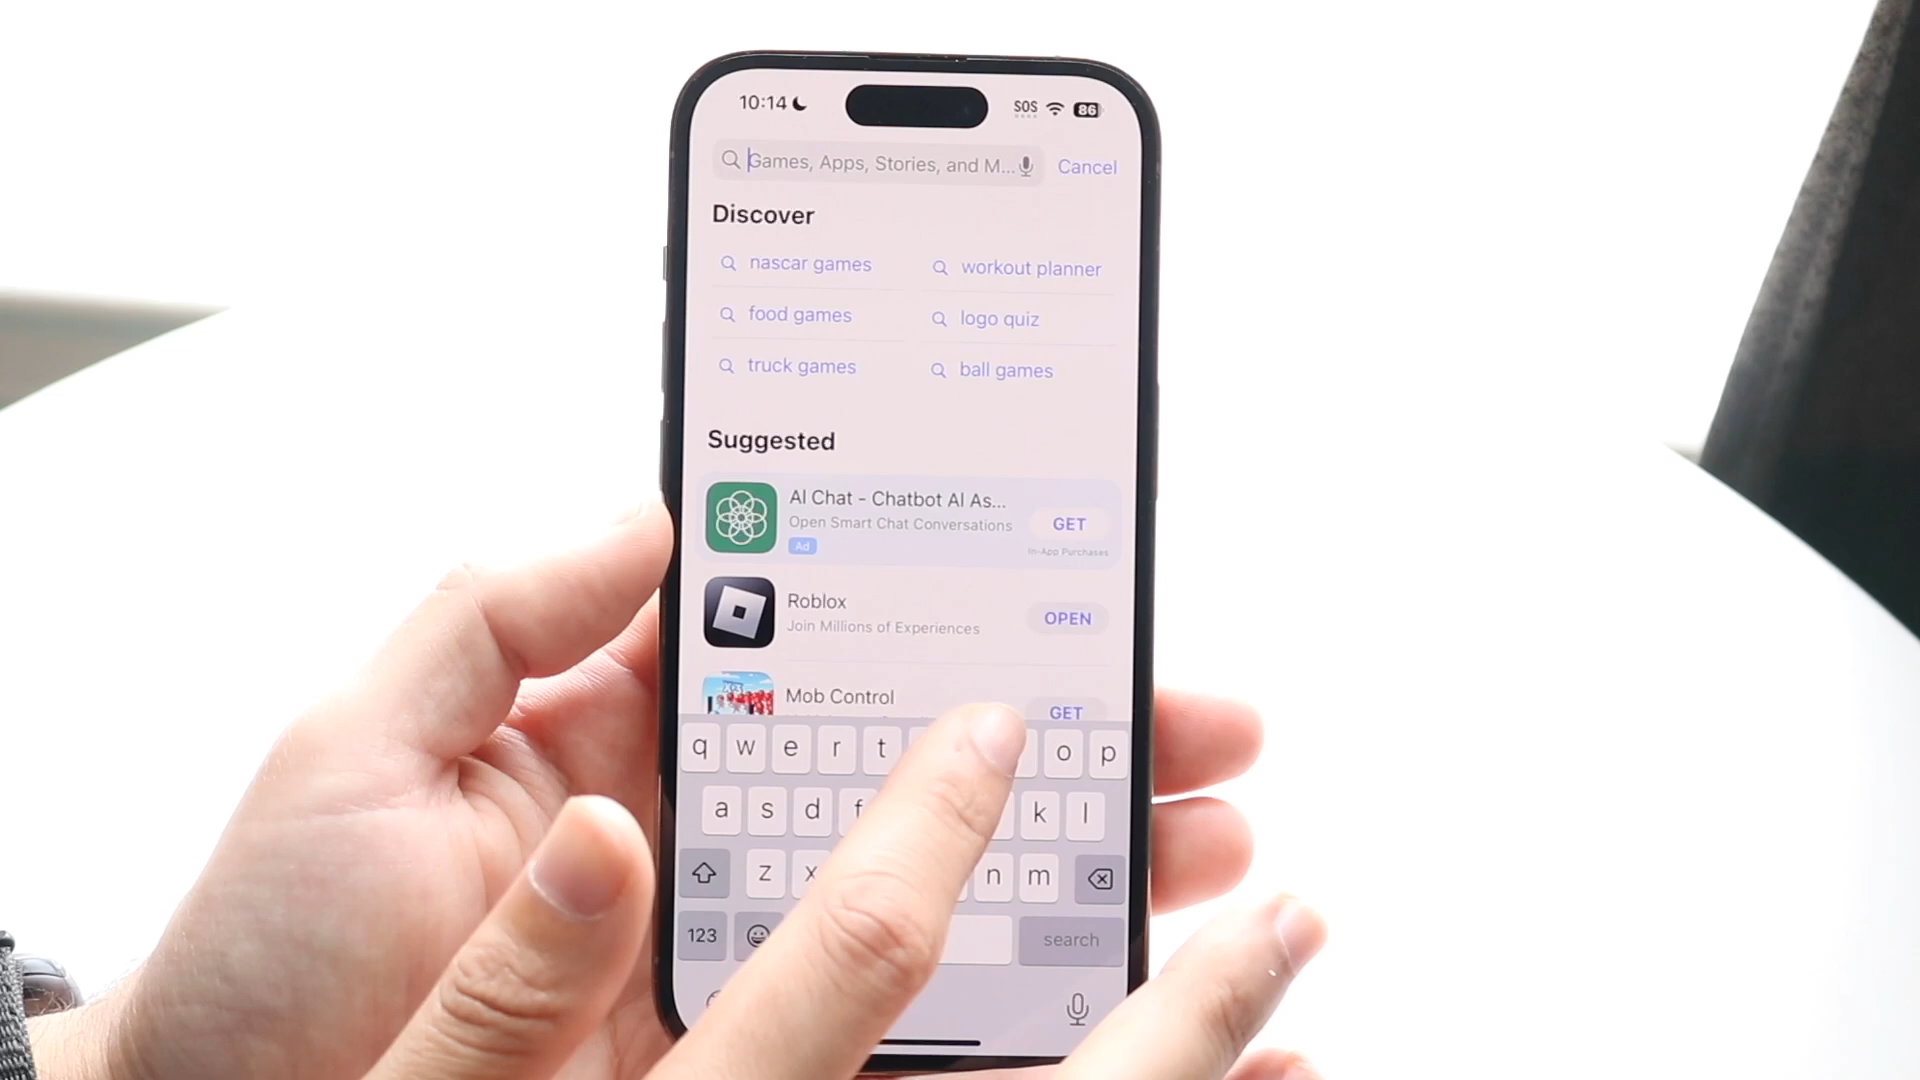 10:14 SOS 86
Games, Apps, Stories, and M... Cancel
Discover
nascar games workout planner
food games logo quiz
truck games ball games
Suggested
AI Chat - Chatbot AI As...
Open Smart Chat Conversations
GET
Ad
In-App Purchases
Roblox
Join Millions of Experiences
OPEN
Mob Control
GET
q w e r t o p
a s d f k l
z x n m
123 search